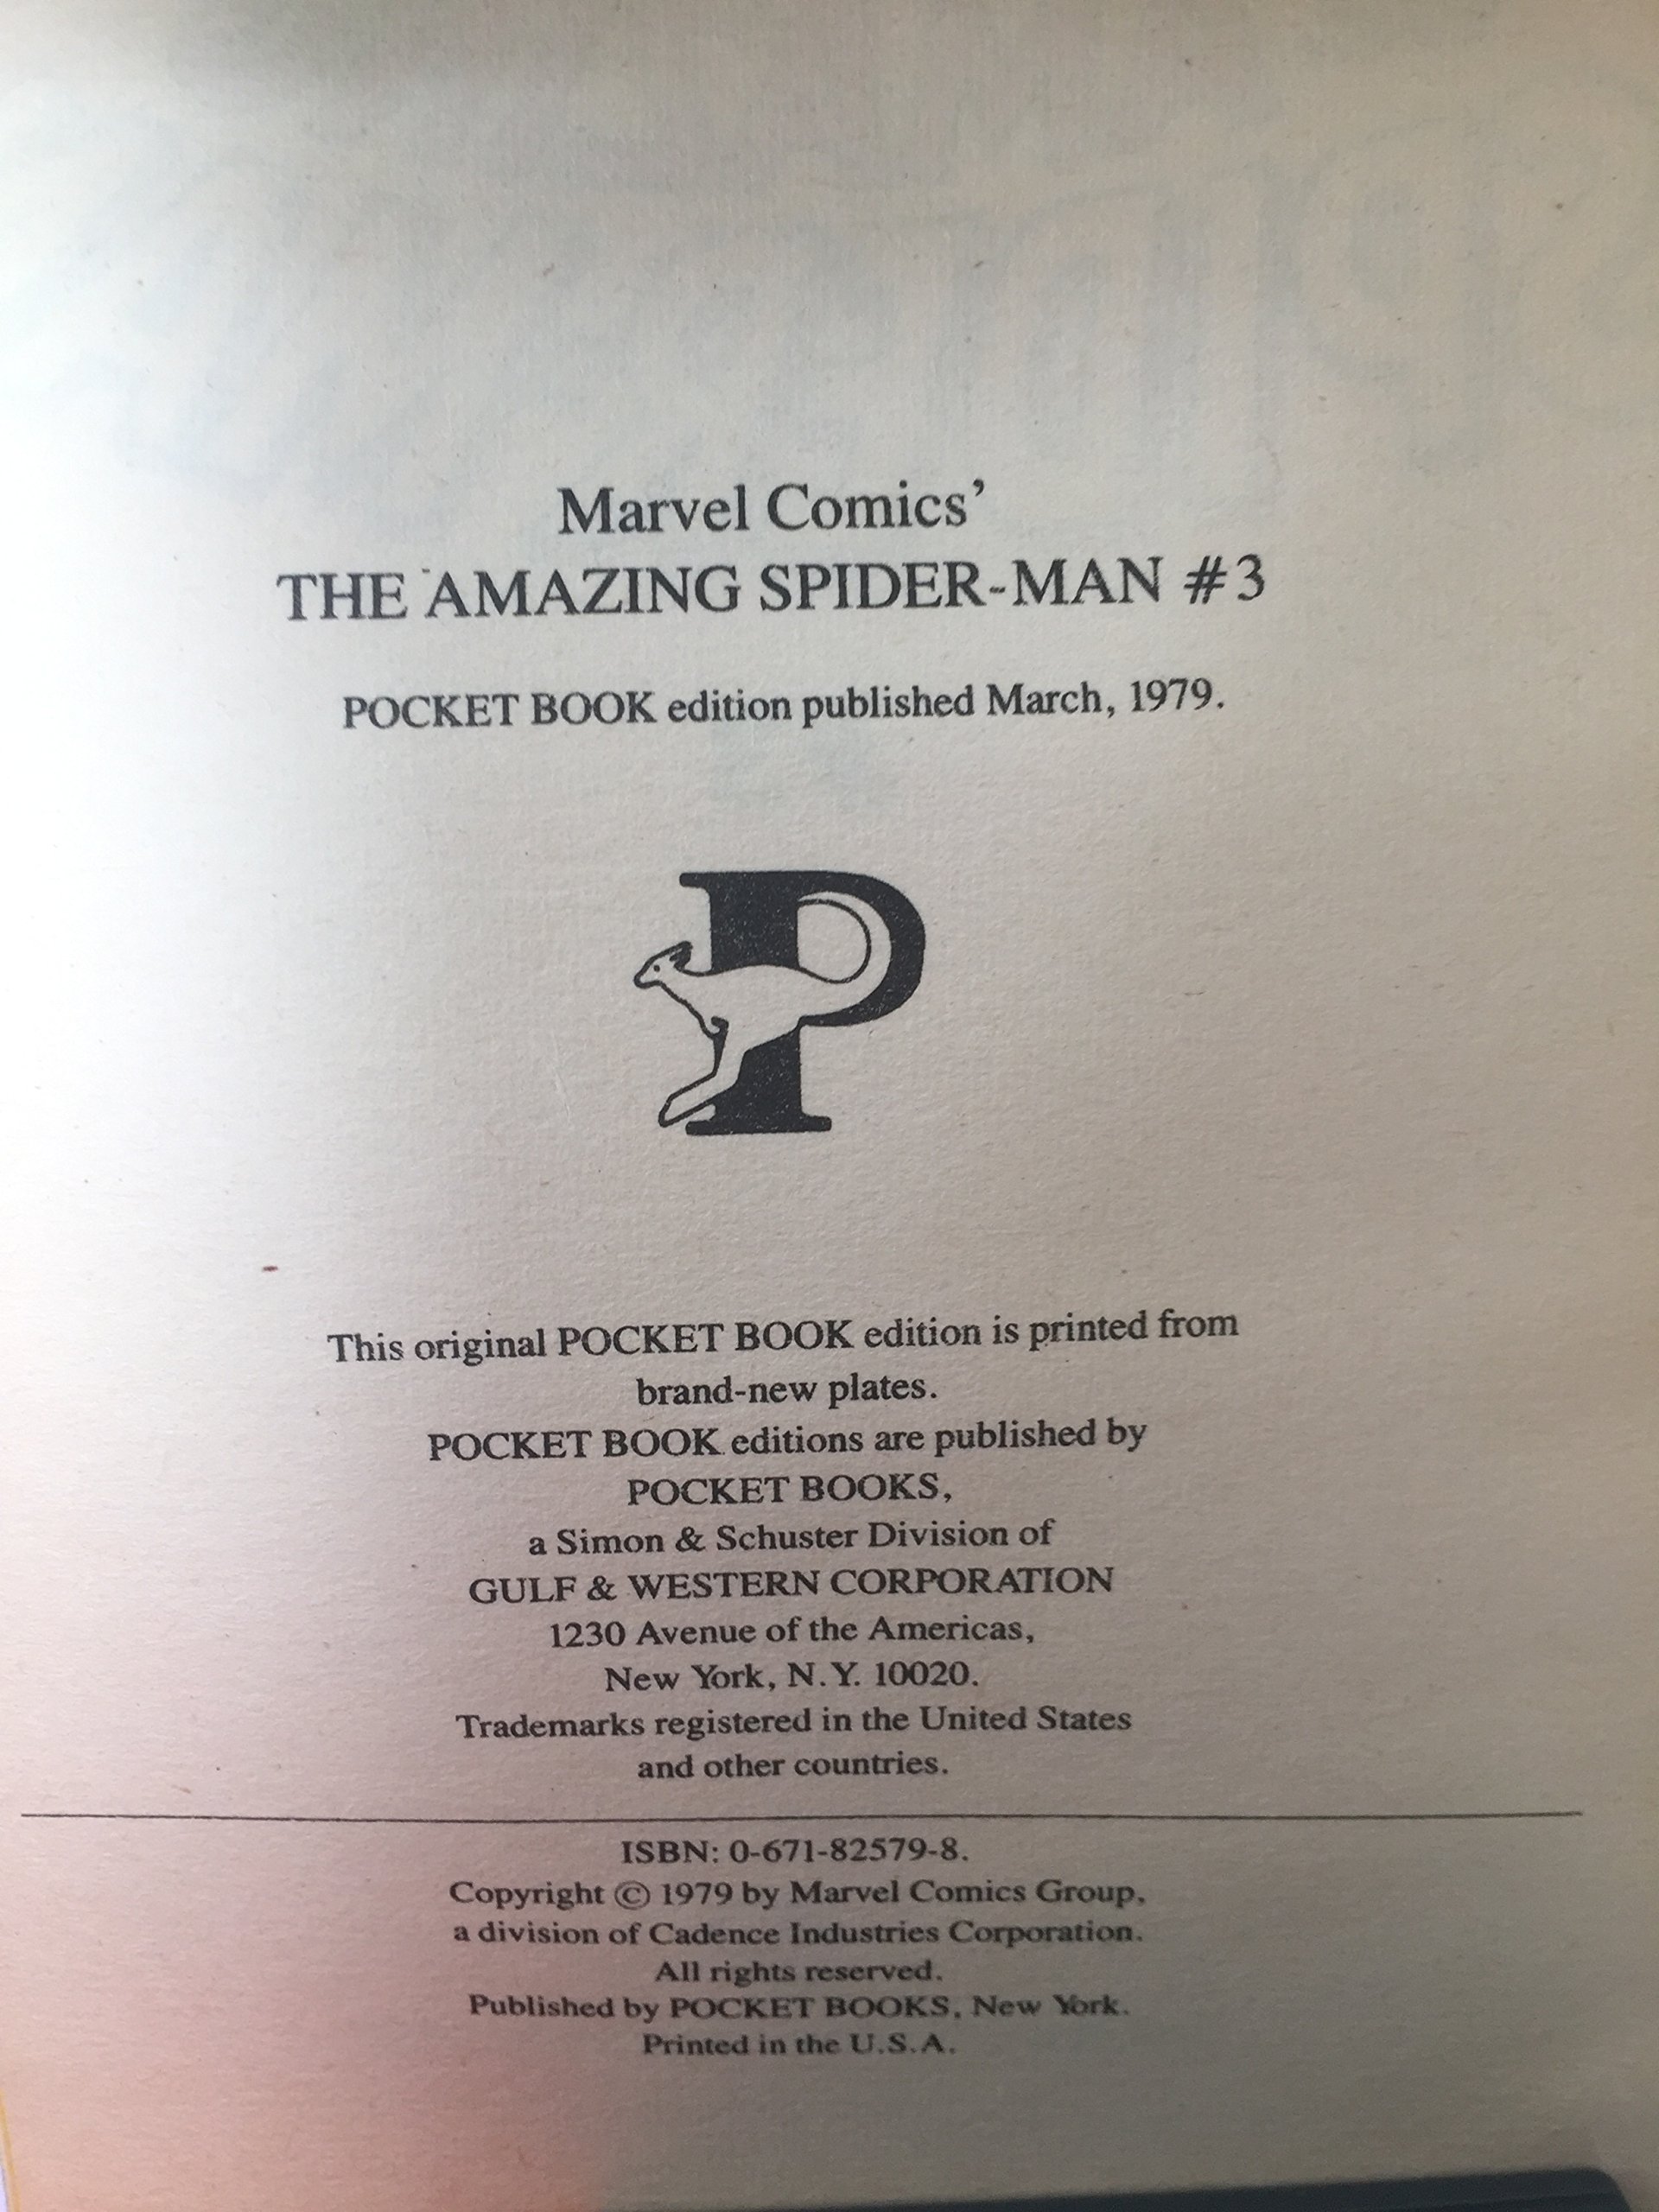 Marvel Comics’
THE AMAZING SPIDER-MAN #3
POCKET BOOK edition published March, 1979.
P
This original POCKET BOOK edition is printed from
brand-new plates.
POCKET BOOK editions are published by
POCKET BOOKS,
a Simon & Schuster Division of
GULF & WESTERN CORPORATION
1230 Avenue of the Americas,
New York, N.Y. 10020.
Trademarks registered in the United States
and other countries.
ISBN: 0-671-82579-8.
Copyright © 1979 by Marvel Comics Group,
a division of Cadence Industries Corporation.
All rights reserved.
Published by POCKET BOOKS, New York.
Printed in the U.S.A.